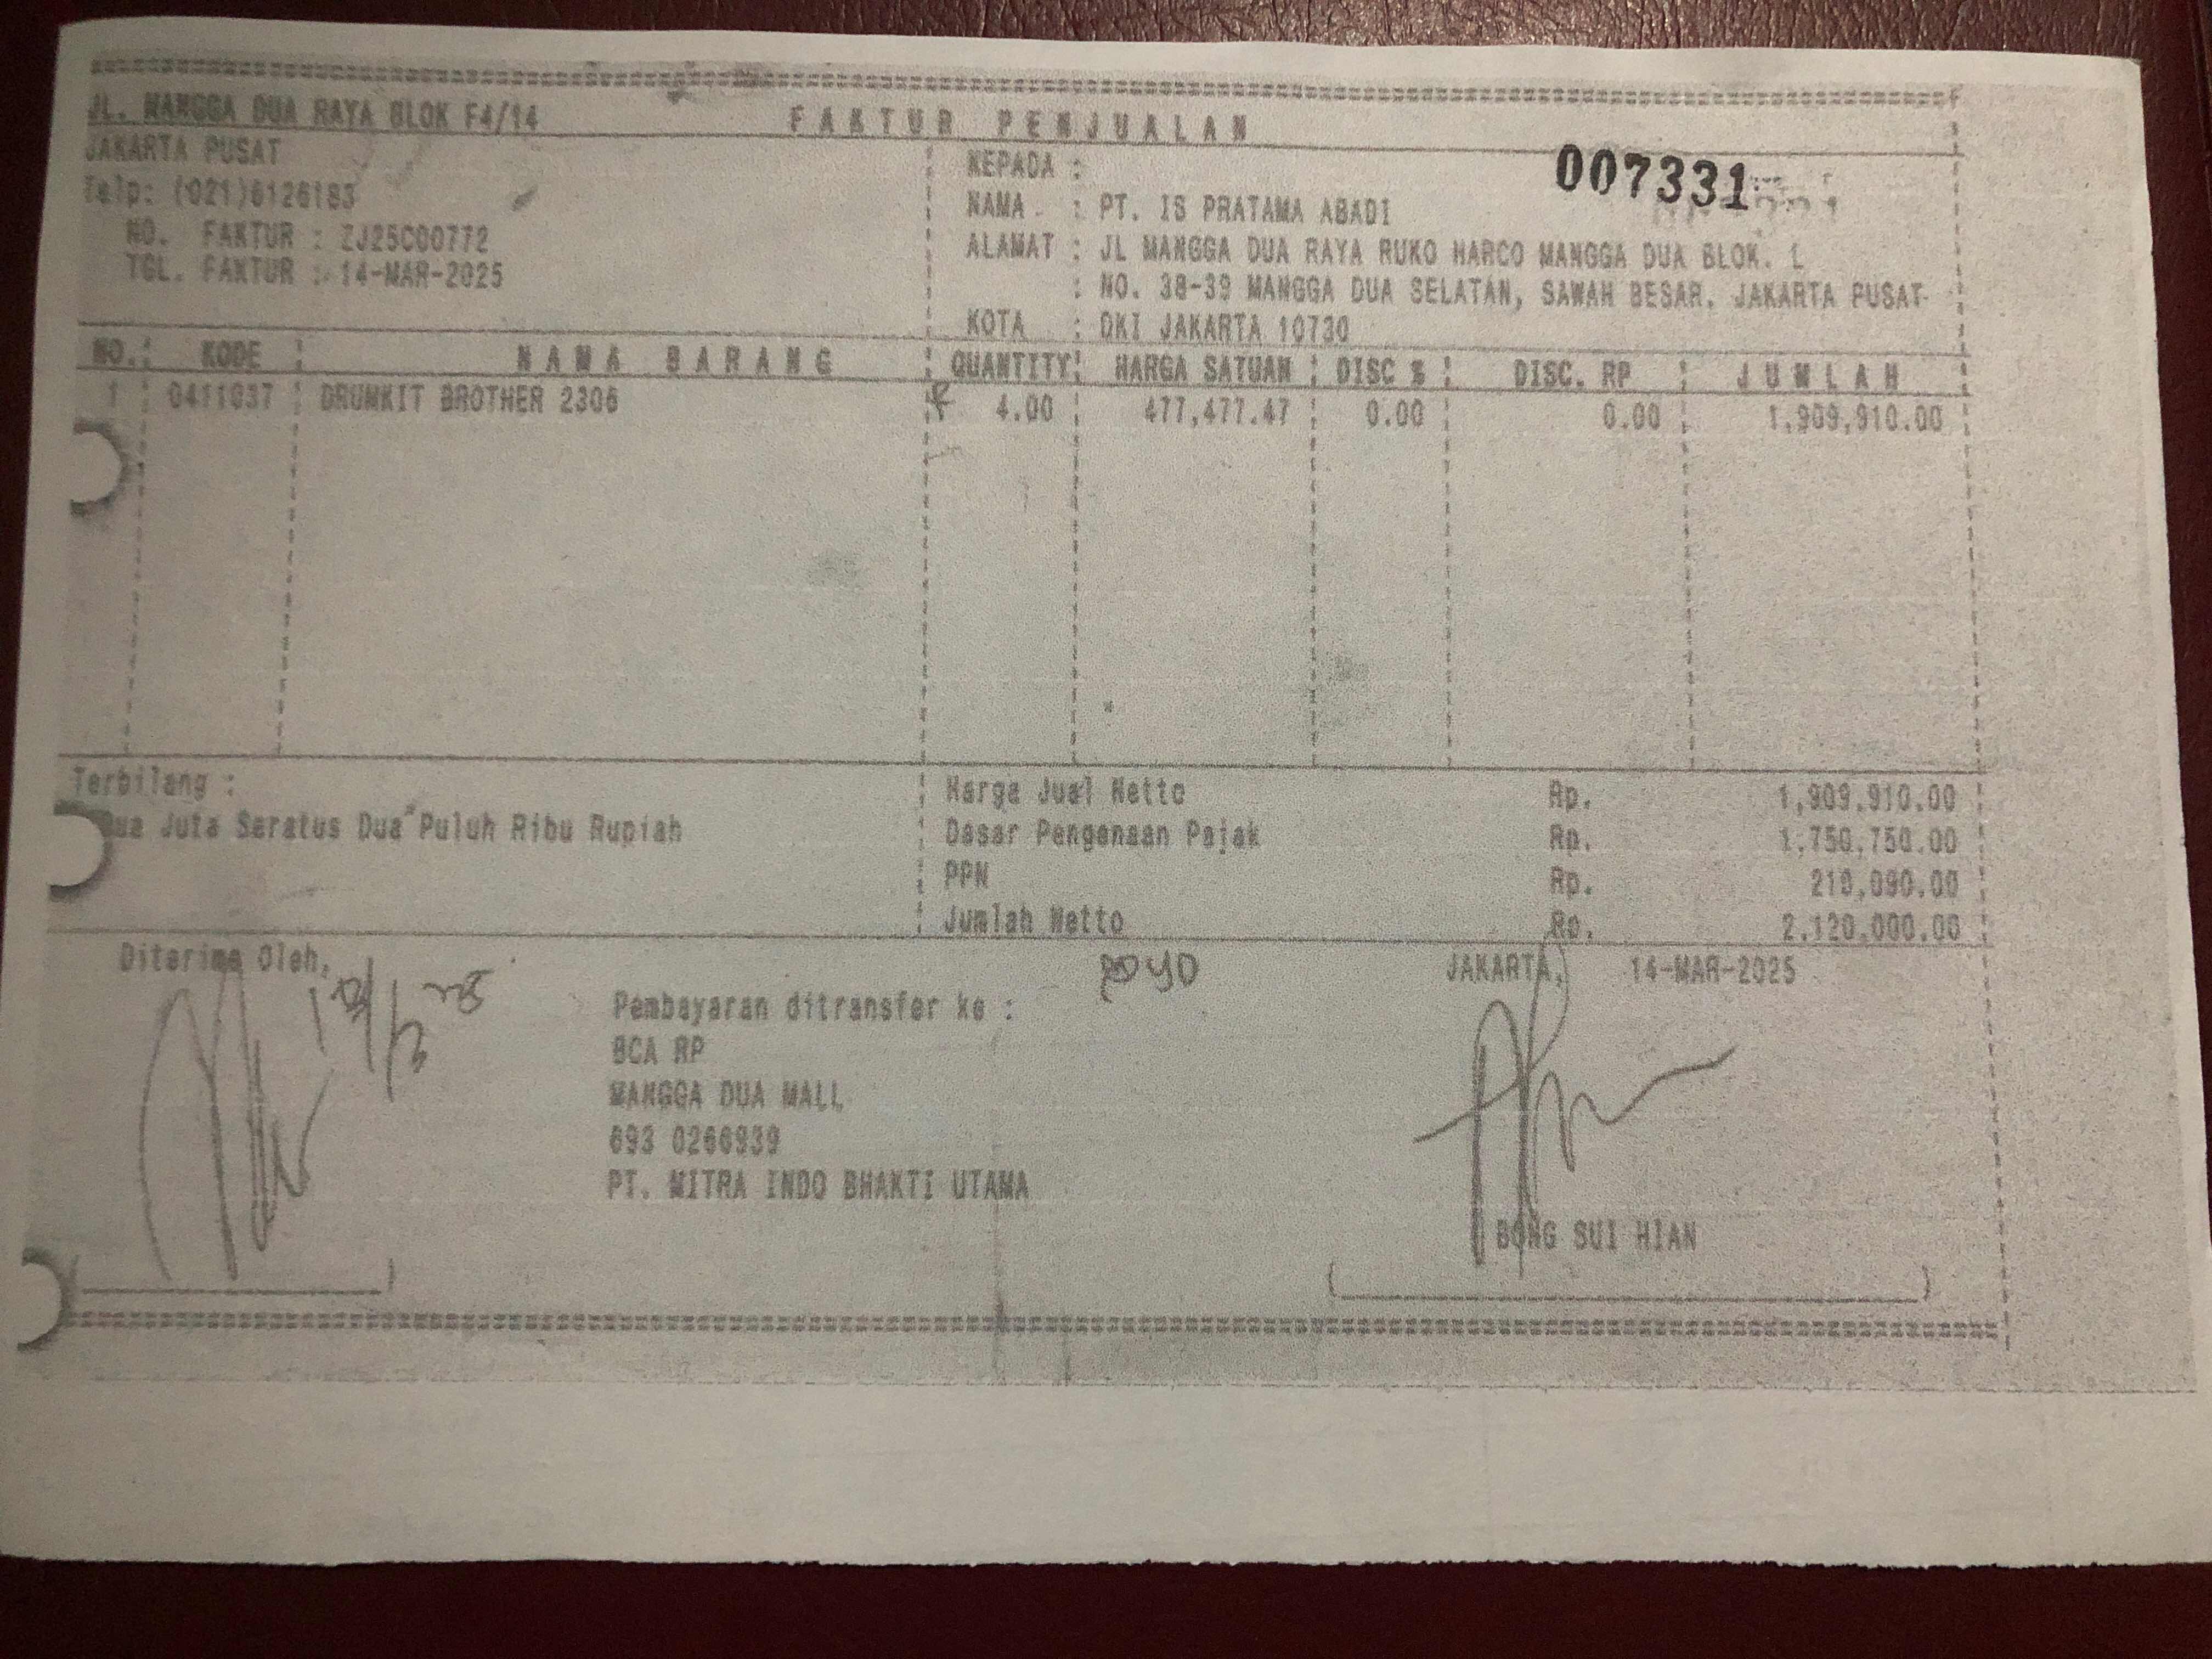 JL. MANGGA DUA RAYA BLOK F4/14
FAKTUR PENJUALAN
JAKARTA PUSAT
Telp: (021)6126183
NO. FAKTUR : ZJ25C00772
TGL. FAKTUR : 14-MAR-2025
007331
KEPADA :
NAMA : PT. IS PRATAMA ABADI
ALAMAT : JL MANGGA DUA RAYA RUKO HARCO MANGGA DUA BLOK. L
: NO. 38-39 MANGGA DUA SELATAN, SAWAH BESAR, JAKARTA PUSAT
KOTA : DKI JAKARTA 10730
NO. KODE NAMA BARANG QUANTITY HARGA SATUAN DISC % DISC. RP JUMLAH
1 0411037 DRUMKIT BROTHER 2306 4.00 477,477.47 0.00 0.00 1,909,910.00
Terbilang :
Dua Juta Seratus Dua Puluh Ribu Rupiah
Harga Jual Netto Rp. 1,909,910.00
Dasar Pengenaan Pajak Rp. 1,750,750.00
PPN Rp. 210,090.00
Jumlah Netto Rp. 2,120,000.00
Diterima Oleh,
JAKARTA, 14-MAR-2025
Pembayaran ditransfer ke :
BCA RP
MANGGA DUA MALL
693 0266939
PT. MITRA INDO BHAKTI UTAMA
BONG SUI HIAN